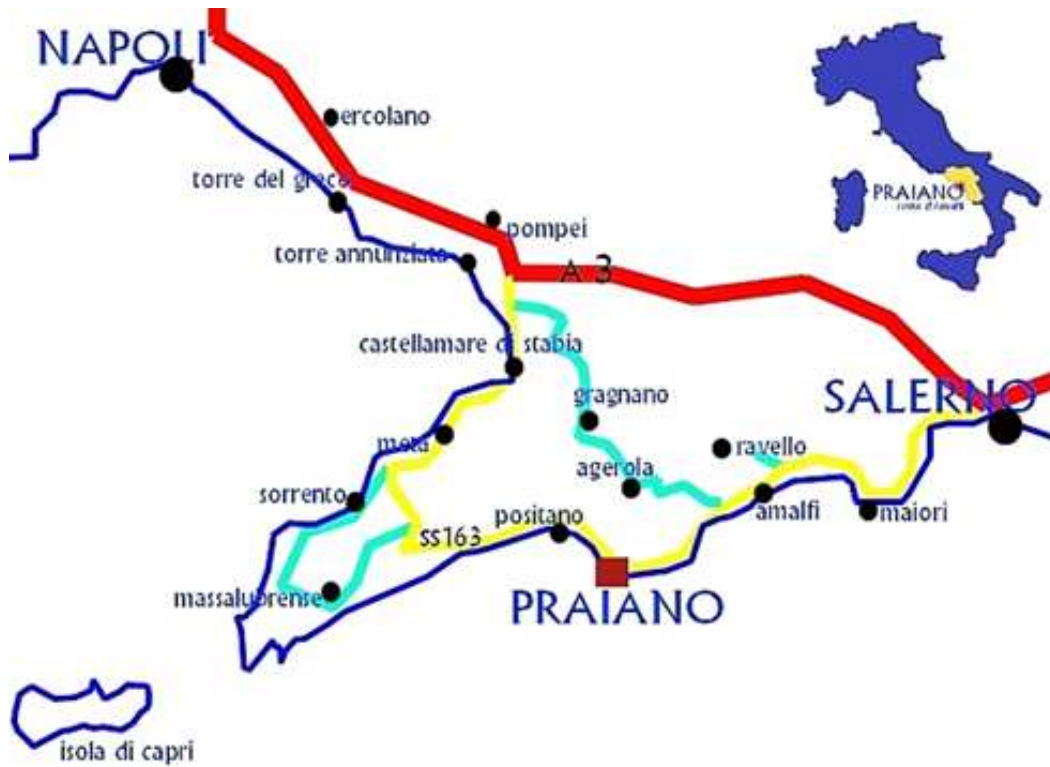 NAPOLI
ercolano
torre del greco
PRAIANO
pompei
torre annunziata
A 3
castellamare di stabia
SALERNO
gragnano
meta
ravello
agerola
sorrento
positano
amalfi
maiori
SS163
massalubrense
PRAIANO
isola di capri